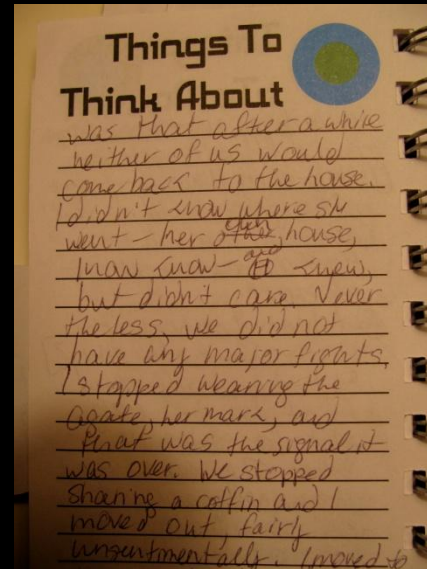 Things To
Think About
was that after a while
neither of us would
come back to the house.
I didn't know where she
went – her own house,
I now know – and knew,
but didn't care. Never
theless, we did not
have any major fights.
I stopped wearing the
agate, her mark, and
that was the signal it
was over. We stopped
sharing a coffin and I
moved out, fairly
unsentimentally. I moved to